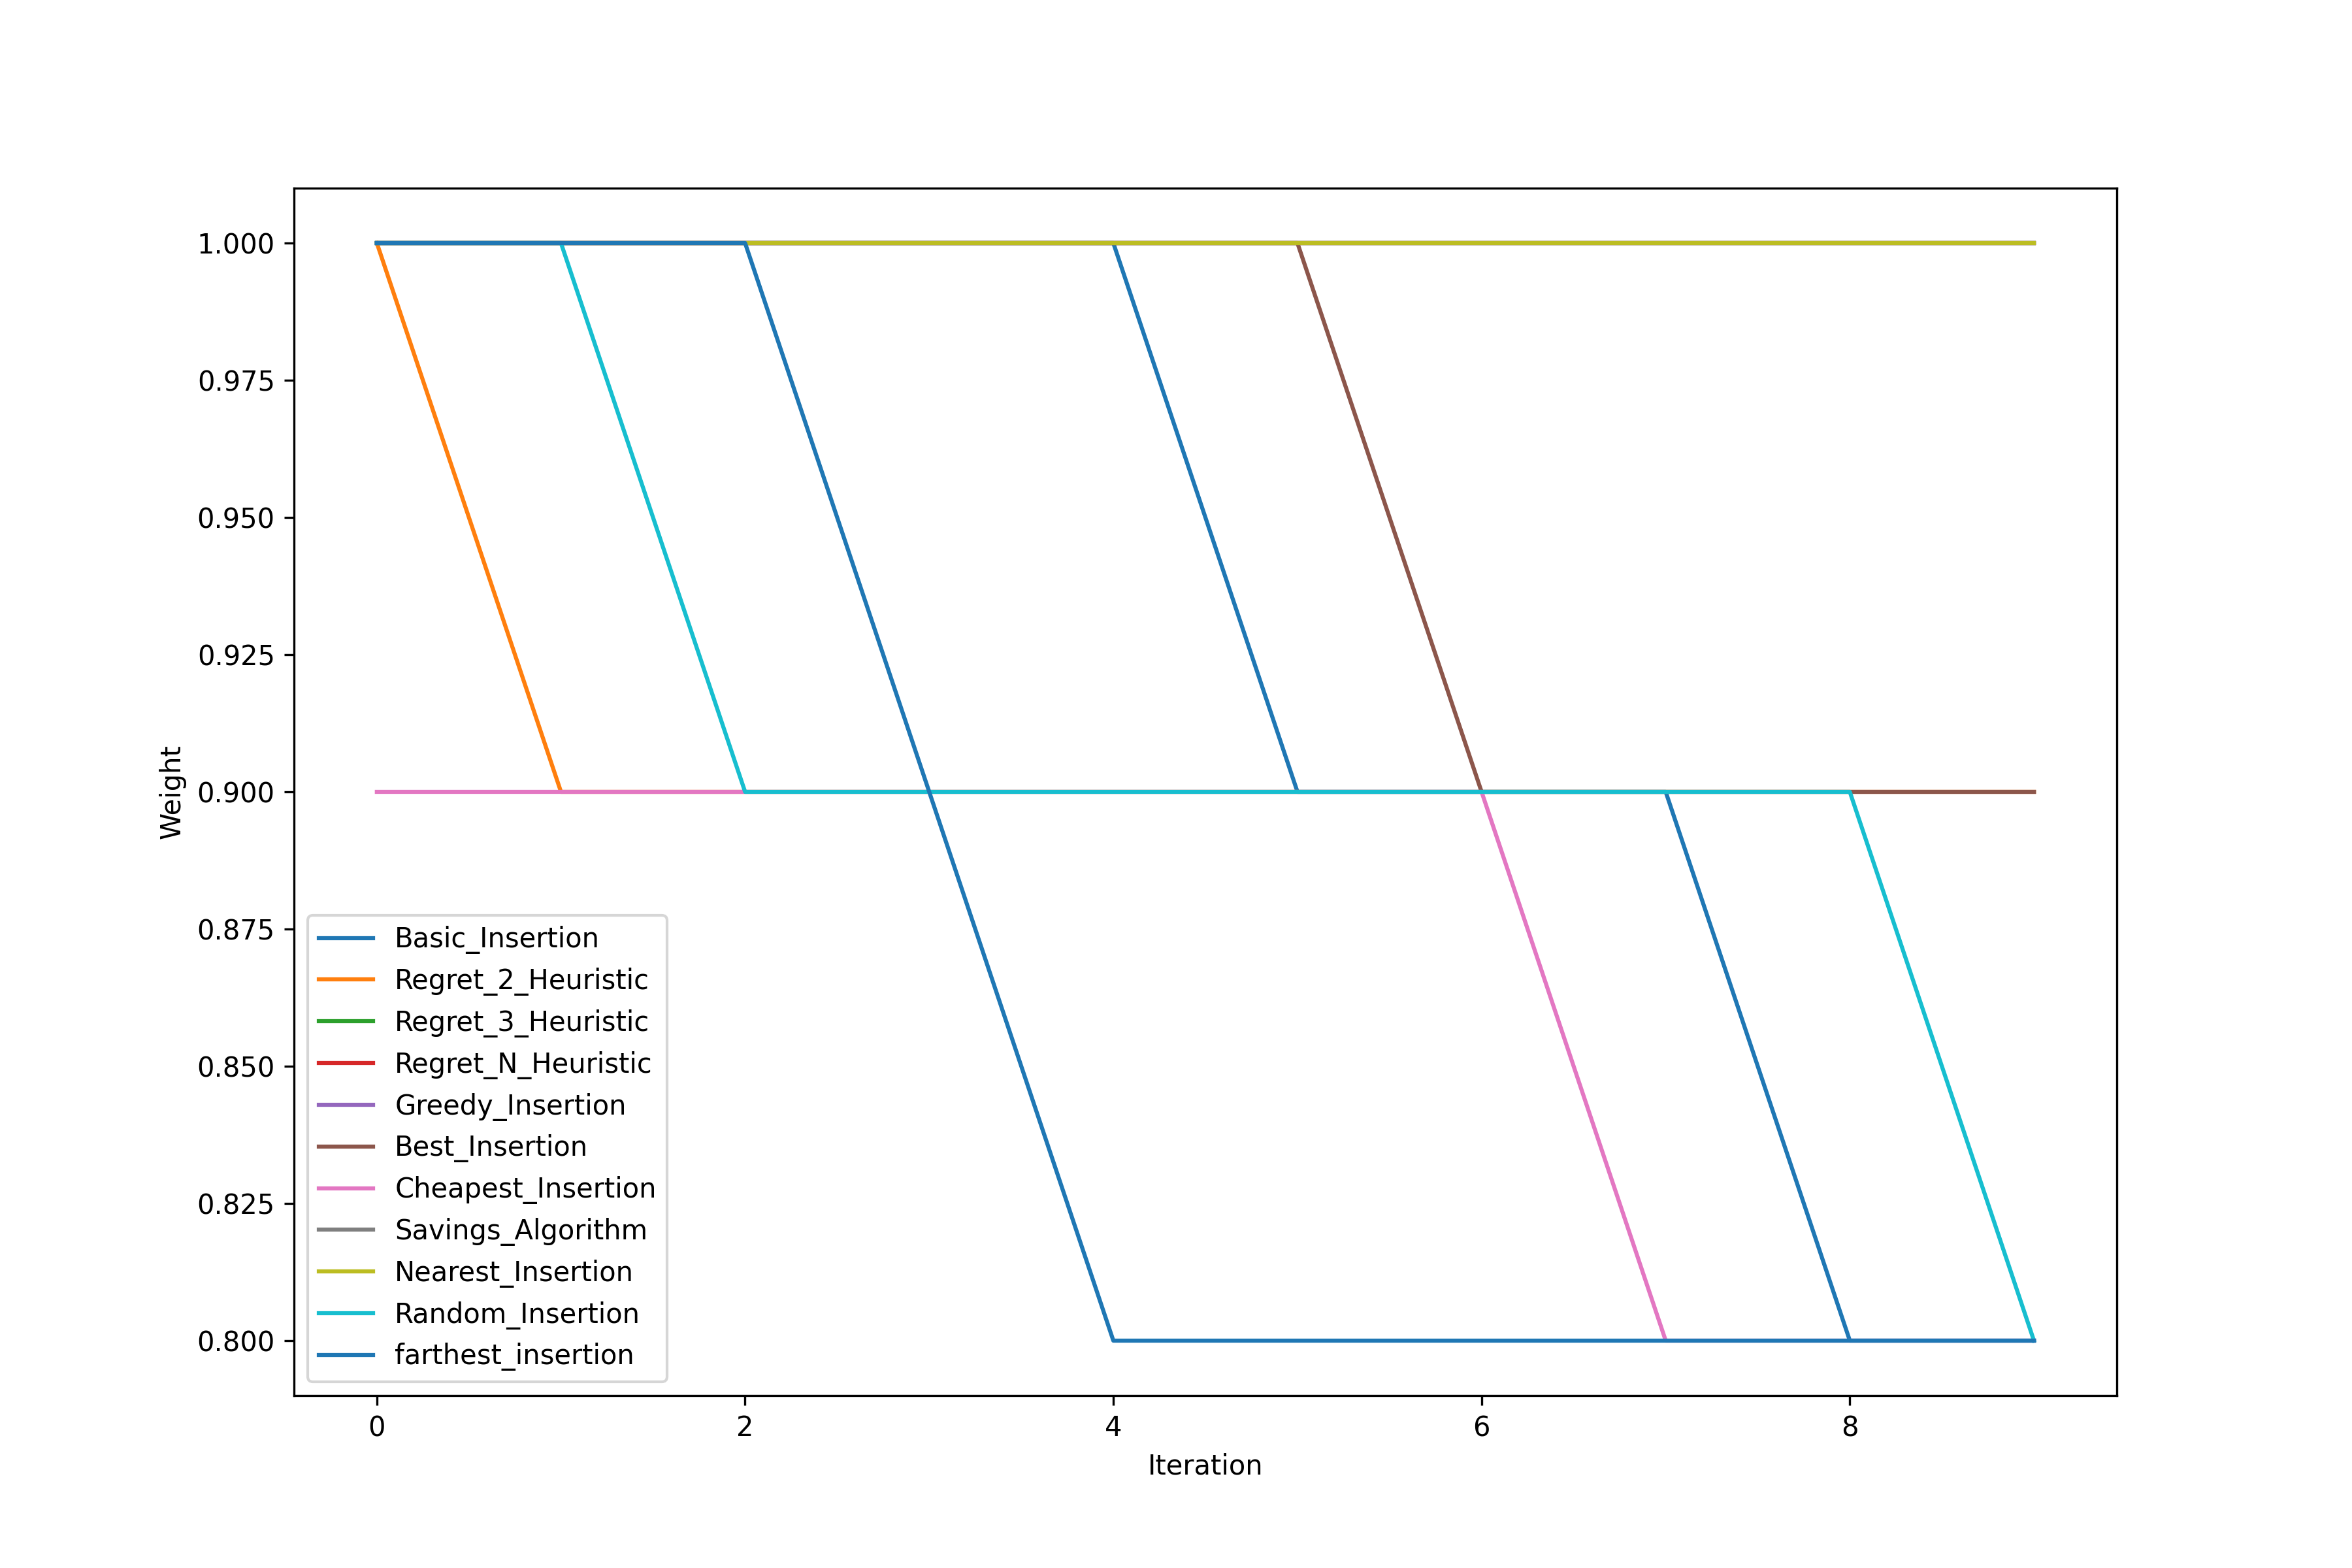 1.000
0.975
0.950
0.925
0.900
0.875
0.850
0.825
0.800
Weight
Basic_Insertion
Regret_2_Heuristic
Regret_3_Heuristic
Regret_N_Heuristic
Greedy_Insertion
Best_Insertion
Cheapest_Insertion
Savings_Algorithm
Nearest_Insertion
Random_Insertion
farthest_insertion
0 2 4 6 8
Iteration